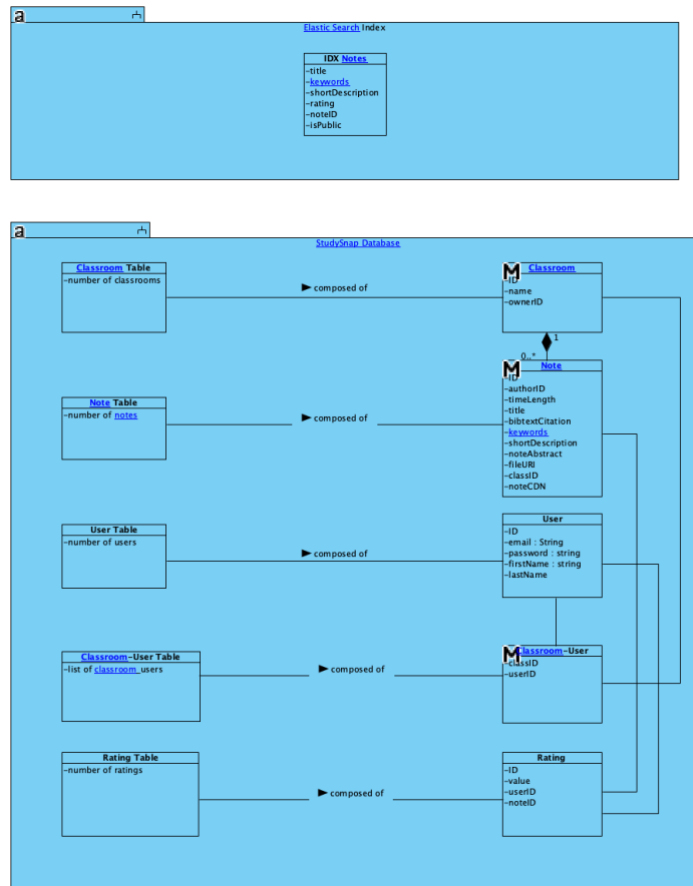 a
Elastic Search Index
IDX Notes
-title
-keywords
-shortDescription
-rating
-noteID
-isPublic
a
StudySnap Database
Classroom Table
-number of classrooms
composed of
M Classroom
-ID
-name
-ownerID
1
0..*
Note Table
-number of notes
composed of
M Note
-ID
-authorID
-timeLength
-title
-bibtextCitation
-keywords
-shortDescription
-noteAbstract
-fileURI
-classID
-noteCDN
User Table
-number of users
composed of
User
-ID
-email : String
-password : string
-firstName : string
-lastName
Classroom-User Table
-list of classroom users
composed of
M Classroom-User
-classID
-userID
Rating Table
-number of ratings
composed of
Rating
-ID
-value
-userID
-noteID